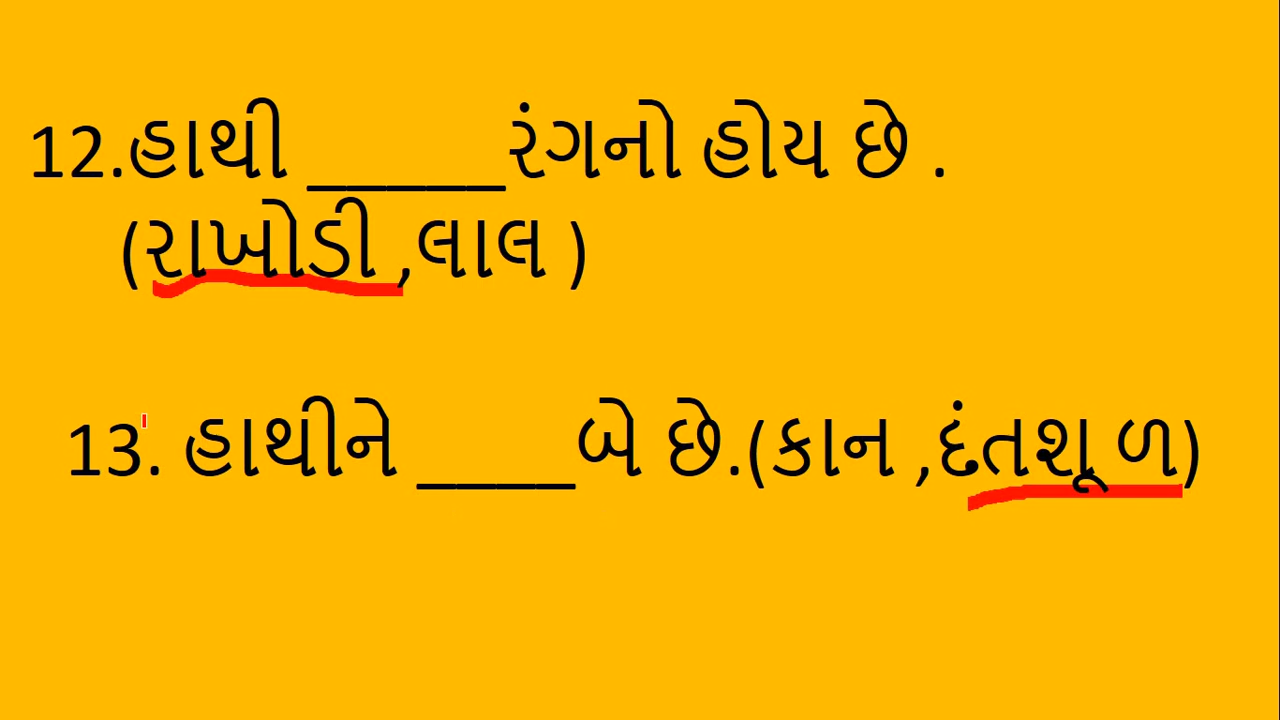 12.હાથી _____રંગનો હોય છે .
(રાખોડી ,લાલ )
13. હાથીને ____બે છે.(કાન ,દંતશૂ ળ)